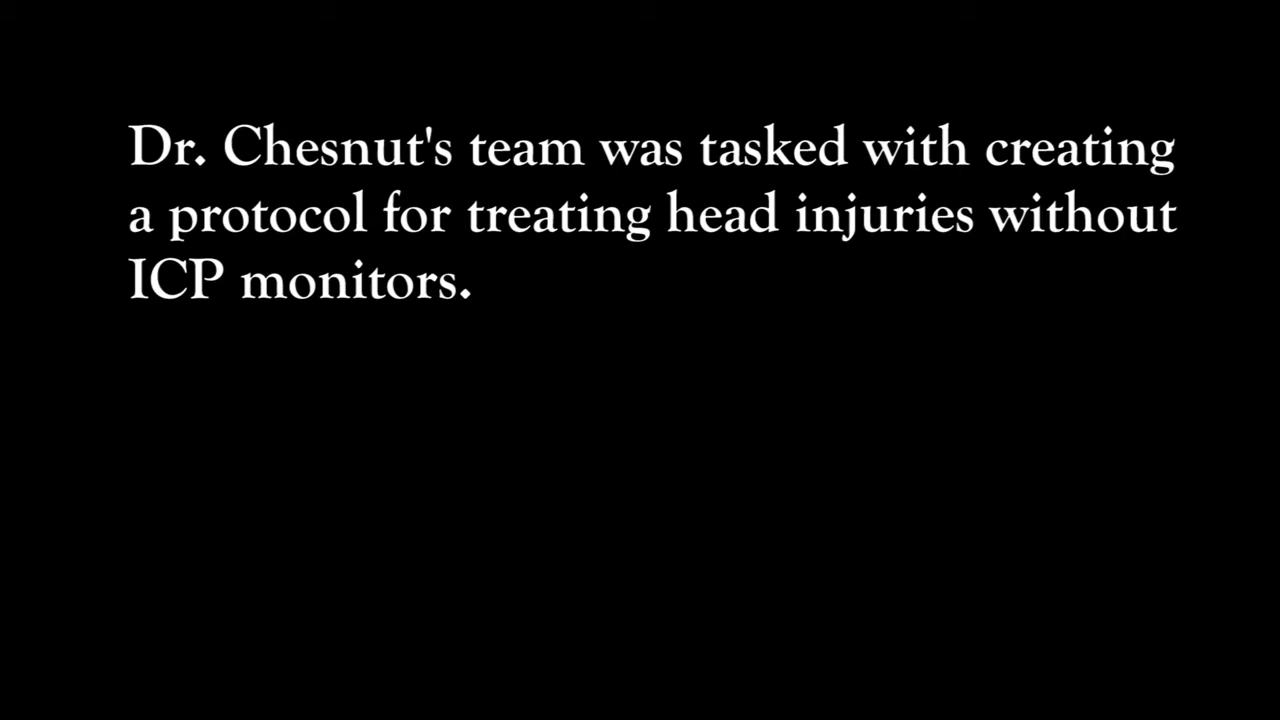 Dr. Chesnut's team was tasked with creating
a protocol for treating head injuries without
ICP monitors.